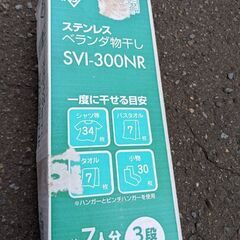 ステンレス
ベランダ物干し
SVI-300NR
一度に干せる目安
シャツ等
34枚
バスタオル
7枚
タオル
7枚
小物
30枚
※ハンガーとピンチハンガーを使用
7人分
3段